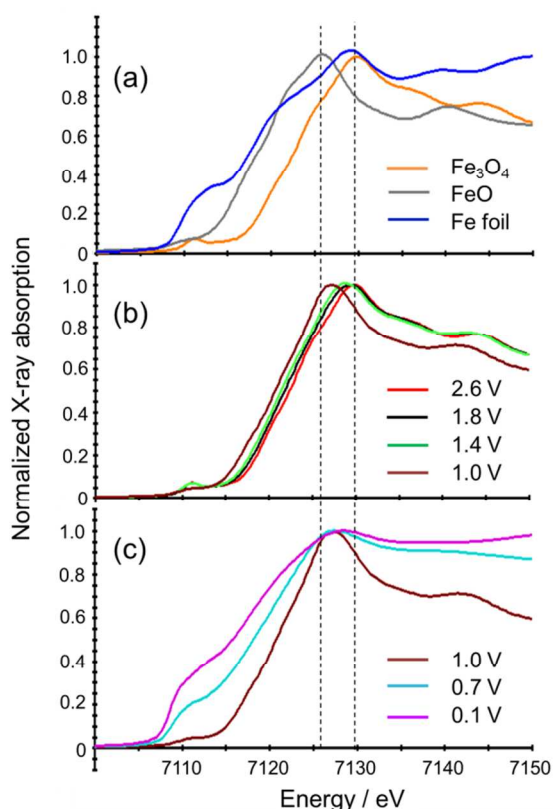 Normalized X-ray absorption
(a)
1.0
0.8
0.6
0.4
0.2
0
Fe₃O₄
FeO
Fe foil
(b)
1.0
0.8
0.6
0.4
0.2
0
2.6 V
1.8 V
1.4 V
1.0 V
(c)
1.0
0.8
0.6
0.4
0.2
0
1.0 V
0.7 V
0.1 V
7110 7120 7130 7140 7150
Energy / eV